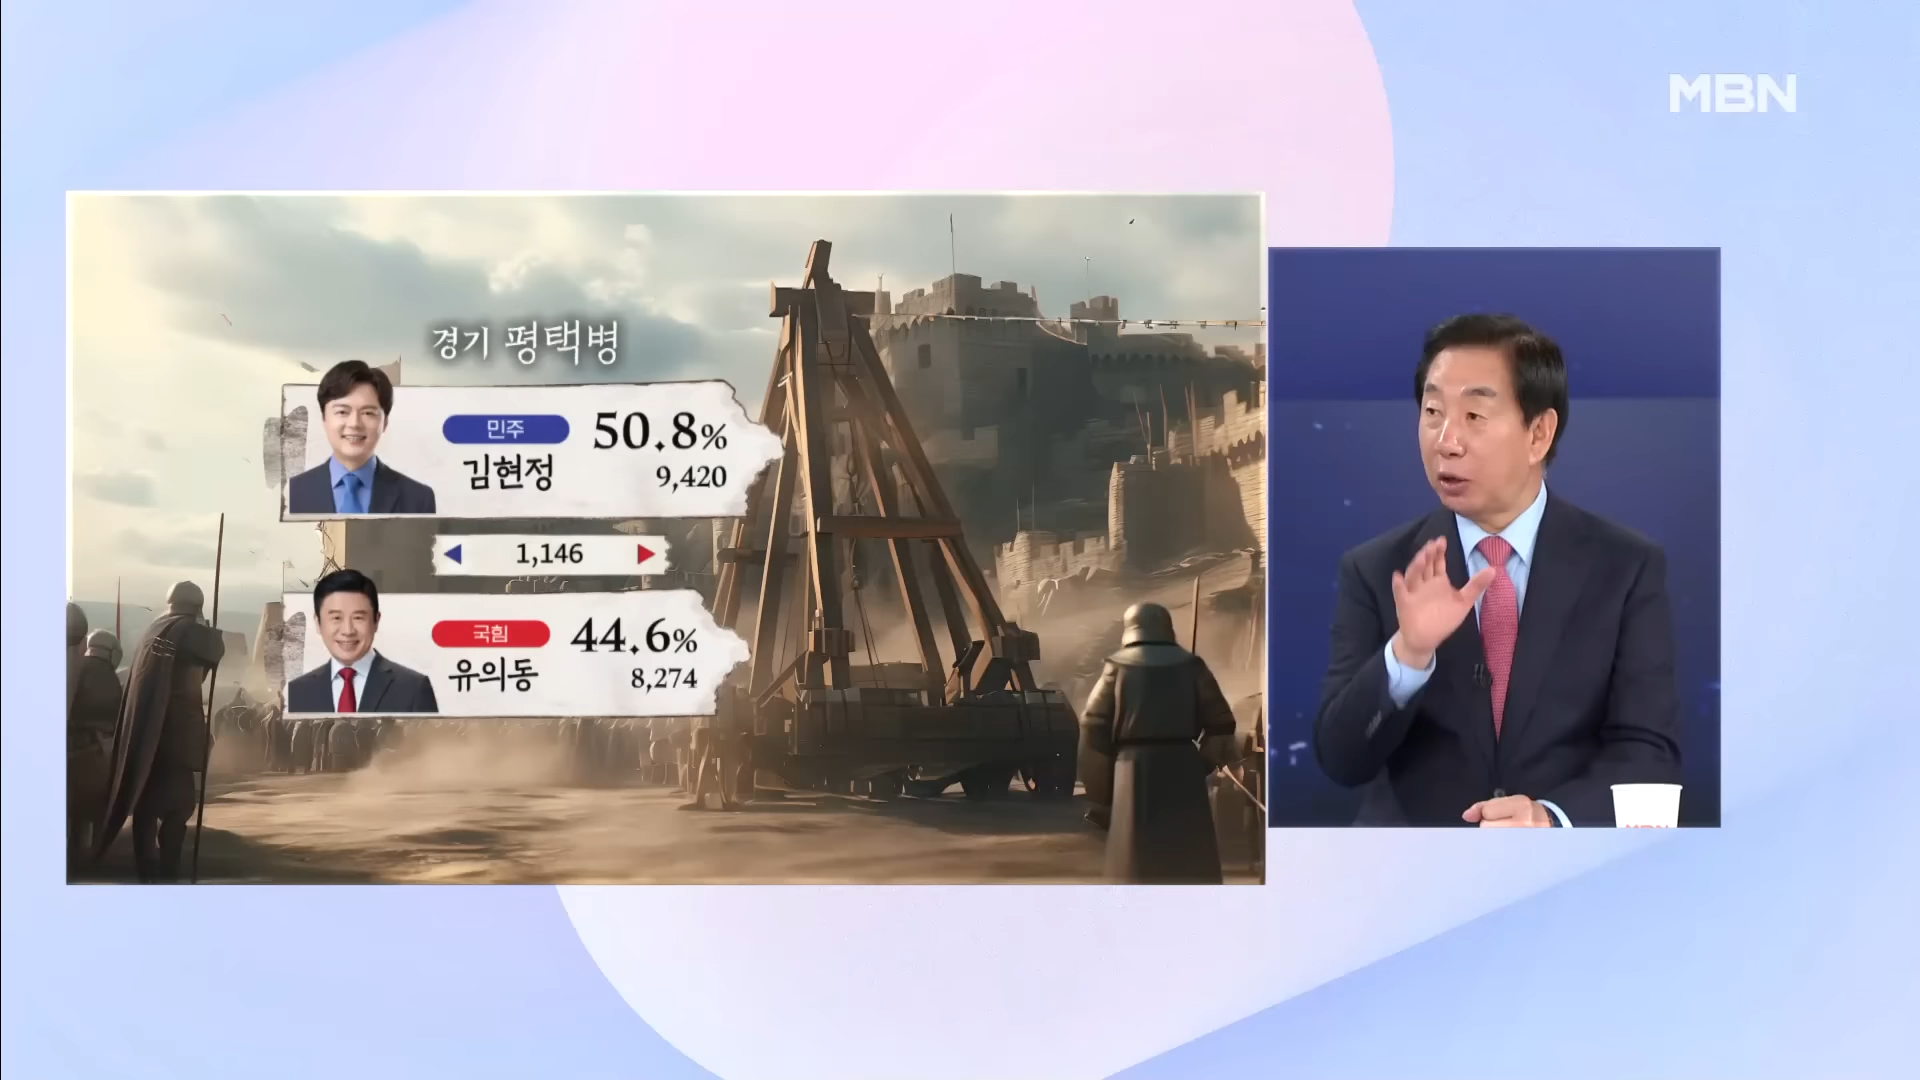 MBN
경기 평택병
민주 50.8%
김현정 9,420
◀ 1,146 ▶
국힘 44.6%
유의동 8,274
MBN